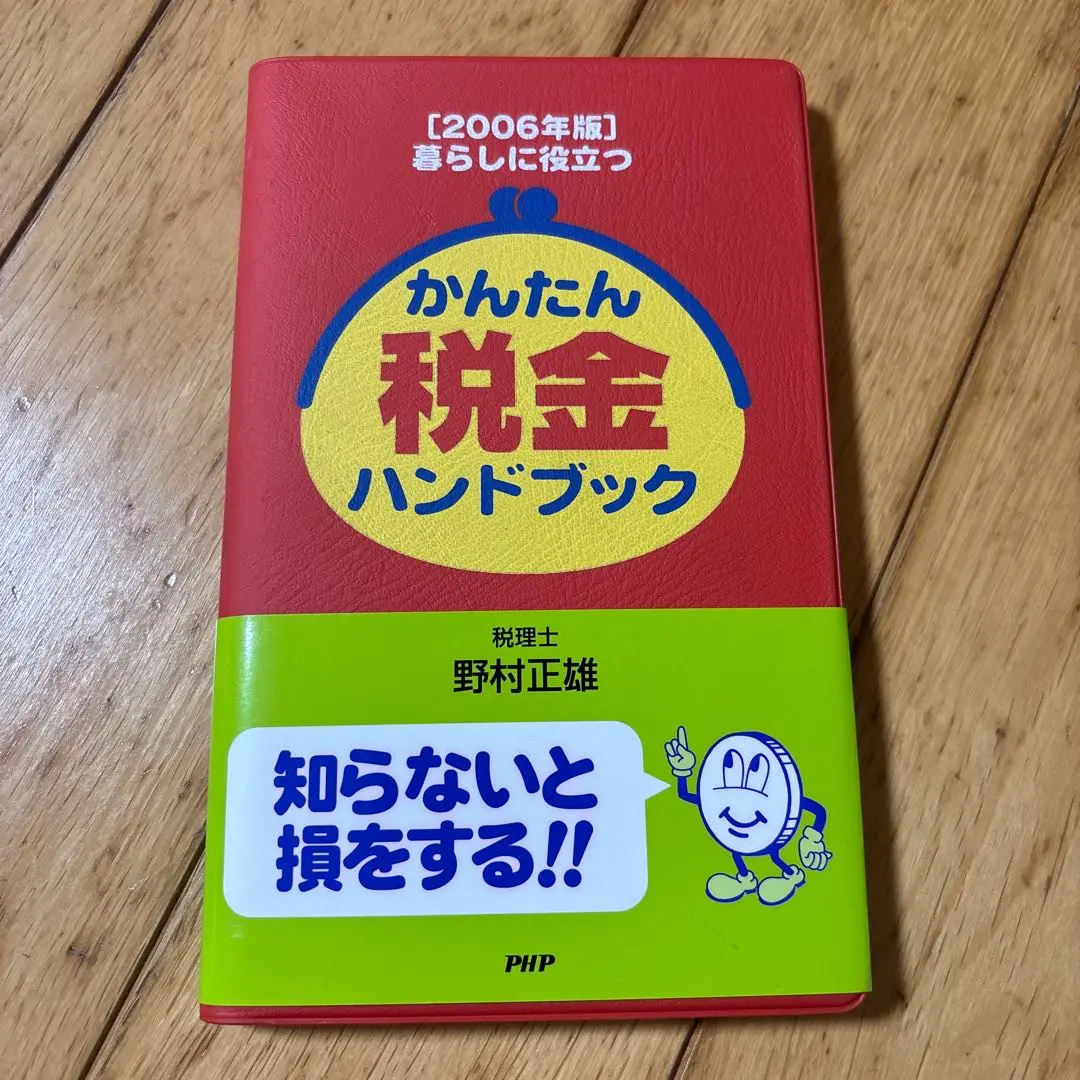 [2006年版]
暮らしに役立つ
かんたん
税金
ハンドブック
税理士
野村正雄
知らないと
損をする!!
PHP